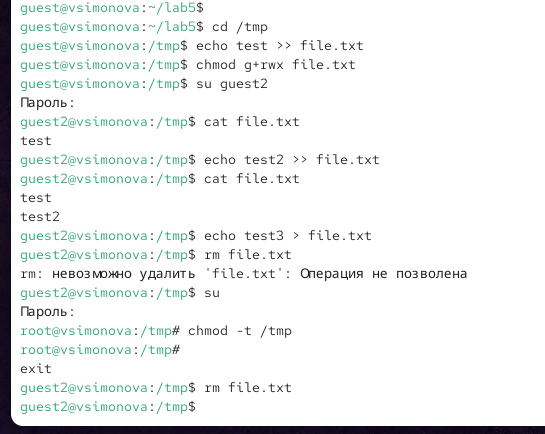 guest@vsimonova:~/lab5$
guest@vsimonova:~/lab5$ cd /tmp
guest@vsimonova:/tmp$ echo test >> file.txt
guest@vsimonova:/tmp$ chmod g+rwx file.txt
guest@vsimonova:/tmp$ su guest2
Пароль:
guest2@vsimonova:/tmp$ cat file.txt
test
guest2@vsimonova:/tmp$ echo test2 >> file.txt
guest2@vsimonova:/tmp$ cat file.txt
test
test2
guest2@vsimonova:/tmp$ echo test3 > file.txt
guest2@vsimonova:/tmp$ rm file.txt
rm: невозможно удалить 'file.txt': Операция не позволена
guest2@vsimonova:/tmp$ su
Пароль:
root@vsimonova:/tmp# chmod -t /tmp
root@vsimonova:/tmp#
exit
guest2@vsimonova:/tmp$ rm file.txt
guest2@vsimonova:/tmp$